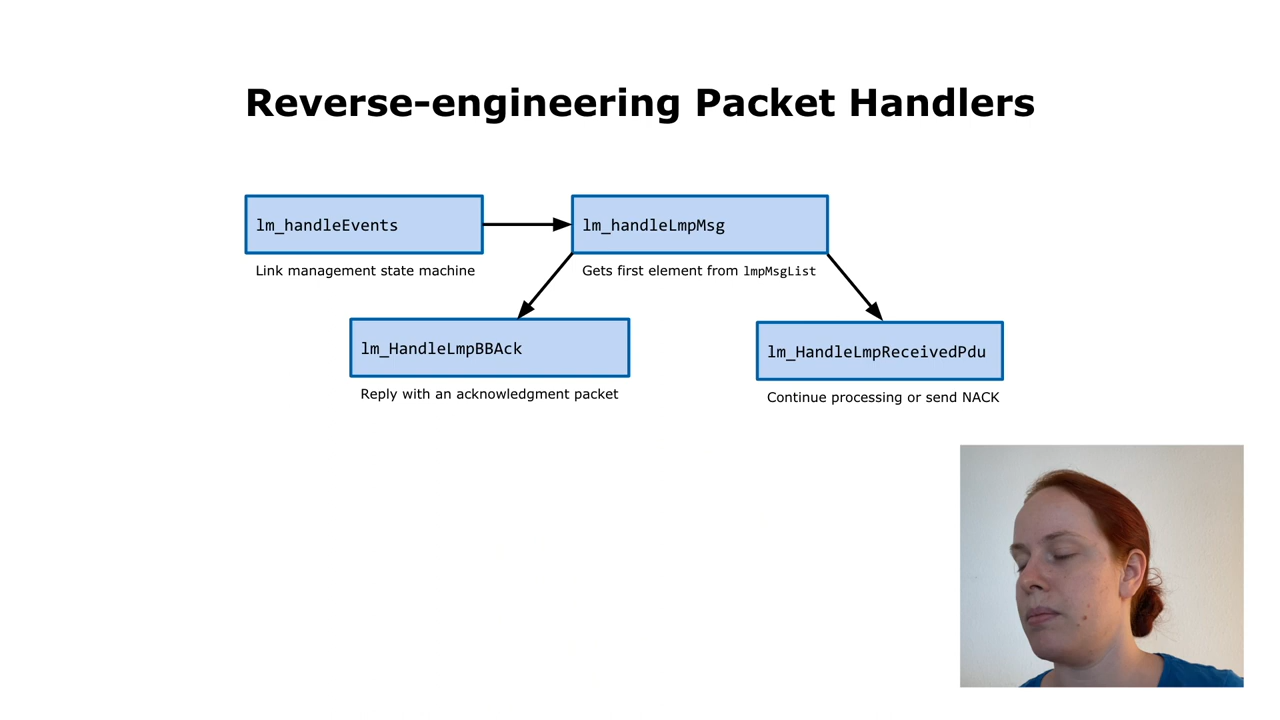 Reverse-engineering Packet Handlers
lm_handleEvents
Link management state machine
lm_handleLmpMsg
Gets first element from lmpMsgList
lm_HandleLmpBBAck
Reply with an acknowledgment packet
lm_HandleLmpReceivedPdu
Continue processing or send NACK